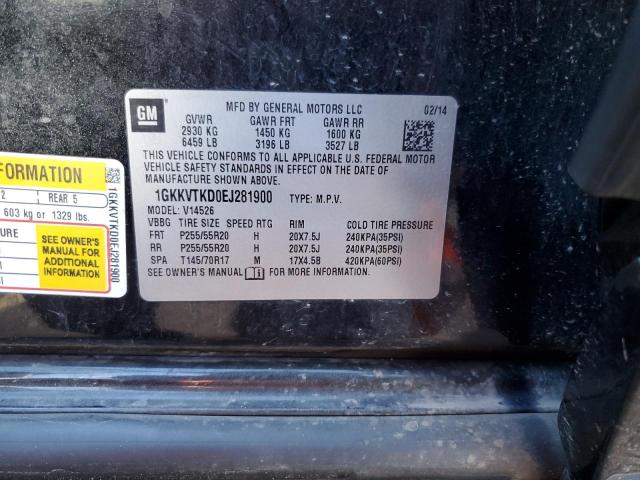 GM
MFD BY GENERAL MOTORS LLC 02/14
GVWR GAWR FRT GAWR RR
2930 KG 1450 KG 1600 KG
6459 LB 3196 LB 3527 LB
THIS VEHICLE CONFORMS TO ALL APPLICABLE U.S. FEDERAL MOTOR
VEHICLE SAFETY STANDARDS IN EFFECT ON THE DATE OF
MANUFACTURE SHOWN ABOVE.
1GKKVTKD0EJ281900 TYPE: M.P.V.
MODEL: V14526
VBBG TIRE SIZE SPEED RTG RIM COLD TIRE PRESSURE
FRT P255/55R20 H 20X7.5J 240KPA(35PSI)
RR P255/55R20 H 20X7.5J 240KPA(35PSI)
SPA T145/70R17 M 17X4.5B 420KPA(60PSI)
SEE OWNER'S MANUAL FOR MORE INFORMATION.
FORMATION
2 REAR 5
603 kg or 1329 lbs.
SEE OWNER'S
MANUAL FOR
ADDITIONAL
INFORMATION
1GKKVTKD0EJ281900